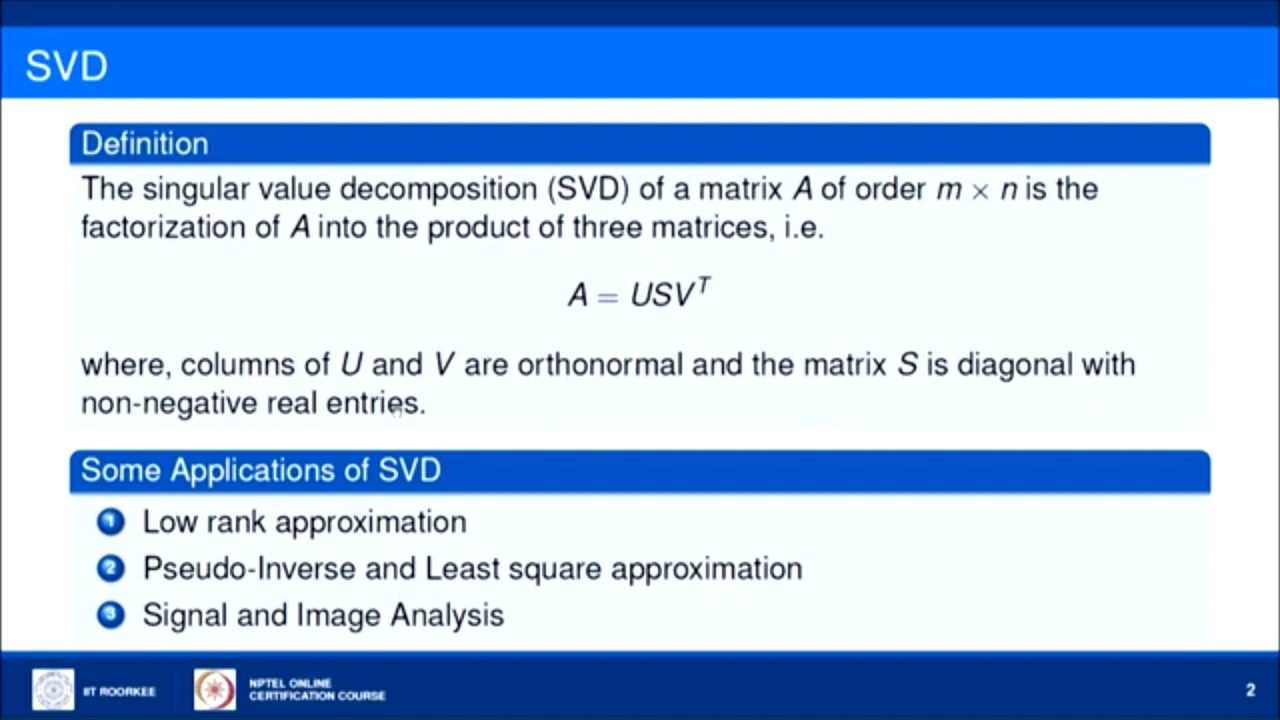 SVD
Definition
The singular value decomposition (SVD) of a matrix A of order m × n is the
factorization of A into the product of three matrices, i.e.
A = USV^T
where, columns of U and V are orthonormal and the matrix S is diagonal with
non-negative real entries.
Some Applications of SVD
1 Low rank approximation
2 Pseudo-Inverse and Least square approximation
3 Signal and Image Analysis
IIT ROORKEE
NPTEL ONLINE
CERTIFICATION COURSE
2